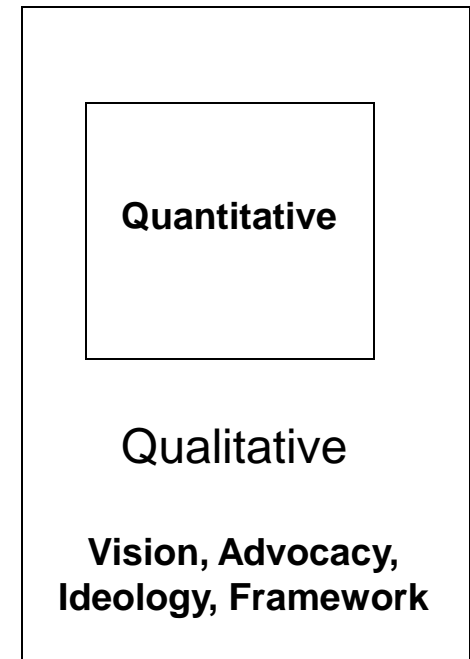 Quantitative
Qualitative
Vision, Advocacy,
Ideology, Framework